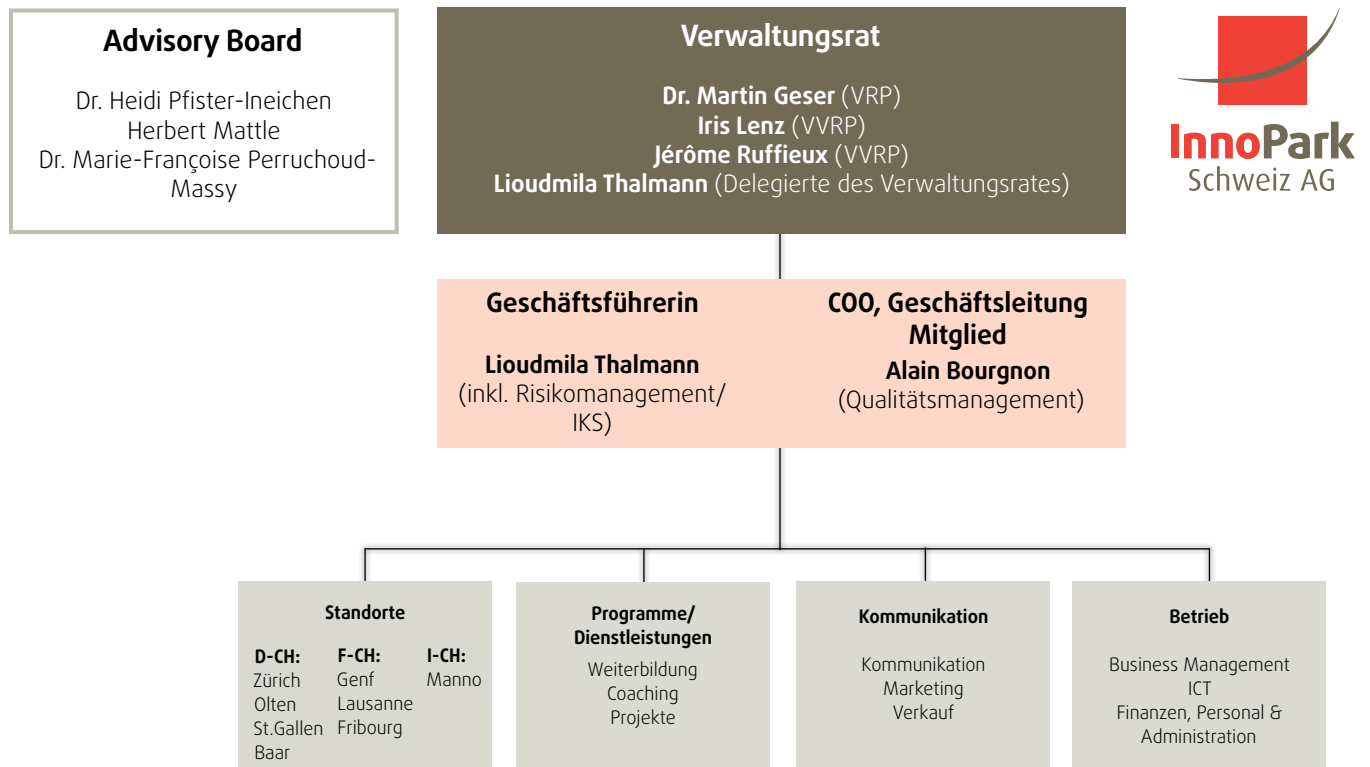 Advisory Board
Dr. Heidi Pfister-Ineichen
Herbert Mattle
Dr. Marie-Françoise Perruchoud-
Massy
Verwaltungsrat
Dr. Martin Geser (VRP)
Iris Lenz (VVRP)
Jérôme Ruffieux (VVRP)
Lioudmila Thalmann (Delegierte des Verwaltungsrates)
InnoPark
Schweiz AG
Geschäftsführerin
Lioudmila Thalmann
(inkl. Risikomanagement/
IKS)
COO, Geschäftsleitung
Mitglied
Alain Bourgnon
(Qualitätsmanagement)
Standorte
D-CH:
Zürich
Olten
St.Gallen
Baar
F-CH:
Genf
Lausanne
Fribourg
I-CH:
Manno
Programme/
Dienstleistungen
Weiterbildung
Coaching
Projekte
Kommunikation
Kommunikation
Marketing
Verkauf
Betrieb
Business Management
ICT
Finanzen, Personal &
Administration